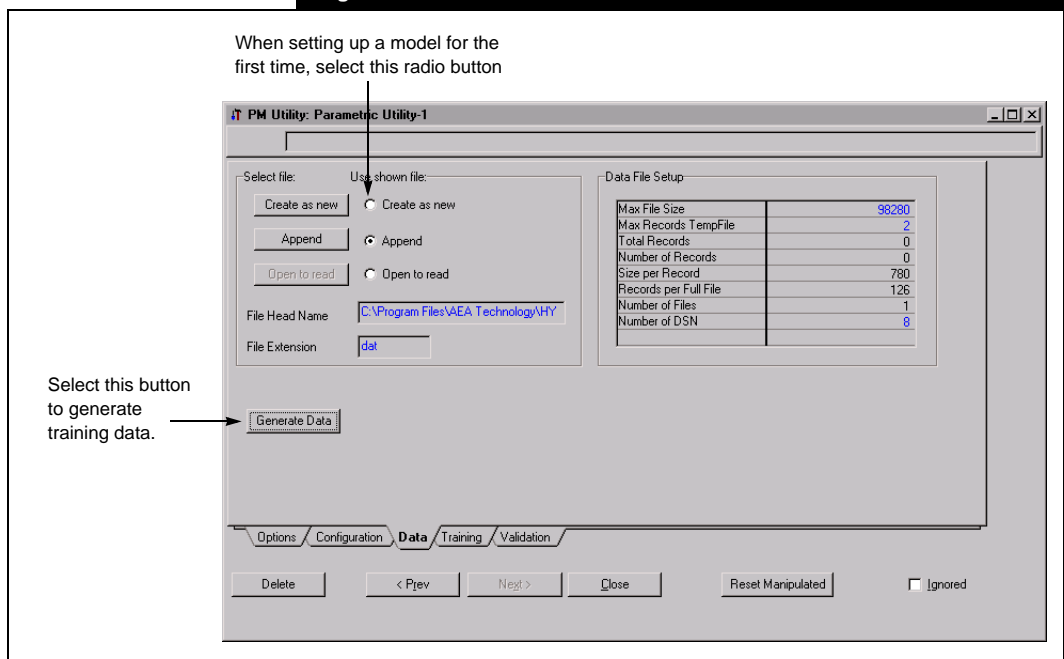 When setting up a model for the
first time, select this radio button
PM Utility: Parametric Utility-1
Select file: Use shown file:
Create as new Create as new
Append Append
Open to read Open to read
File Head Name C:\Program Files\AEA Technology\HY
File Extension dat
Data File Setup
Max File Size 98280
Max Records TempFile 2
Total Records 0
Number of Records 0
Size per Record 780
Records per Full File 126
Number of Files 1
Number of DSN 8
Select this button
to generate
training data.
Generate Data
Options Configuration Data Training Validation
Delete < Prev Next > Close Reset Manipulated Ignored